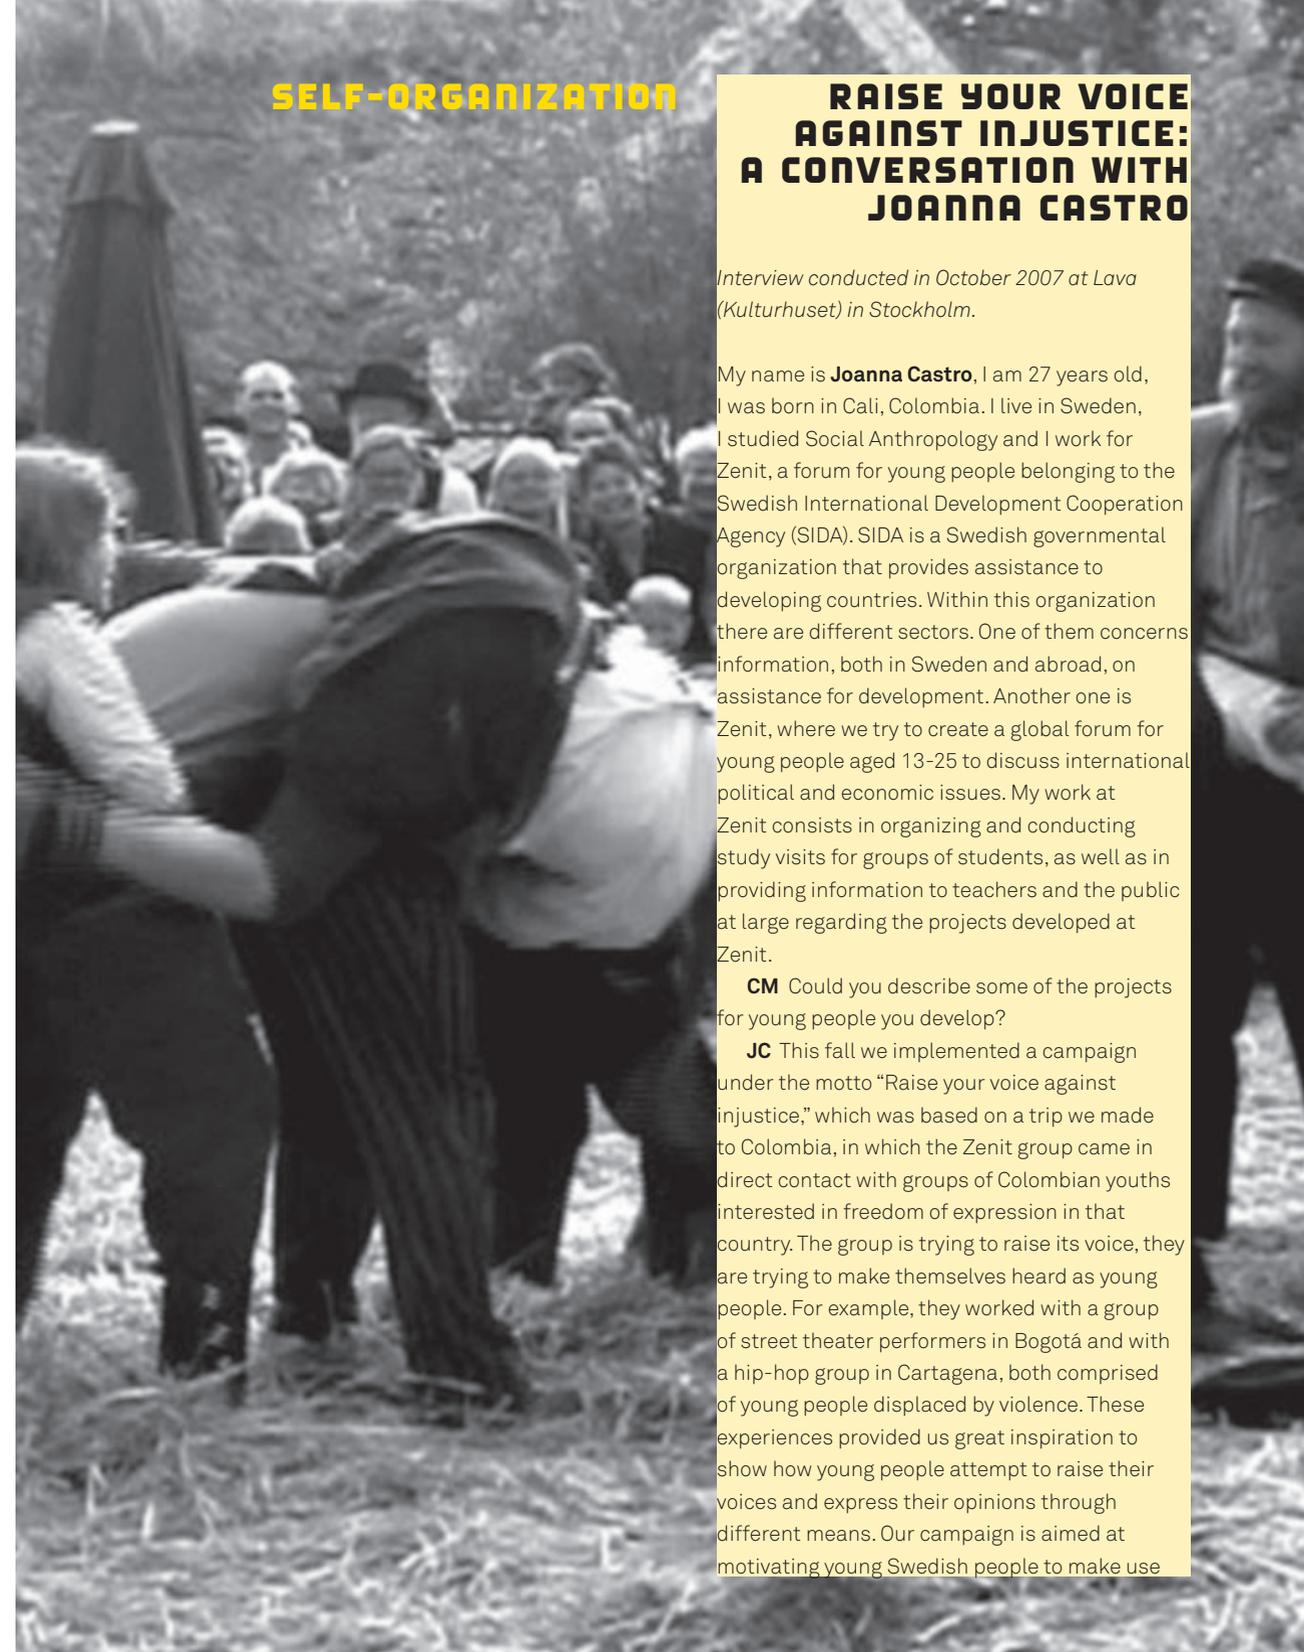 SELF-ORGANIZATION
RAISE YOUR VOICE
AGAINST INJUSTICE:
A CONVERSATION WITH
JOANNA CASTRO
Interview conducted in October 2007 at Lava
(Kulturhuset) in Stockholm.
My name is Joanna Castro, I am 27 years old,
I was born in Cali, Colombia. I live in Sweden,
I studied Social Anthropology and I work for
Zenit, a forum for young people belonging to the
Swedish International Development Cooperation
Agency (SIDA). SIDA is a Swedish governmental
organization that provides assistance to
developing countries. Within this organization
there are different sectors. One of them concerns
information, both in Sweden and abroad, on
assistance for development. Another one is
Zenit, where we try to create a global forum for
young people aged 13-25 to discuss international
political and economic issues. My work at
Zenit consists in organizing and conducting
study visits for groups of students, as well as in
providing information to teachers and the public
at large regarding the projects developed at
Zenit.
CM Could you describe some of the projects
for young people you develop?
JC This fall we implemented a campaign
under the motto “Raise your voice against
injustice,” which was based on a trip we made
to Colombia, in which the Zenit group came in
direct contact with groups of Colombian youths
interested in freedom of expression in that
country. The group is trying to raise its voice, they
are trying to make themselves heard as young
people. For example, they worked with a group
of street theater performers in Bogotá and with
a hip-hop group in Cartagena, both comprised
of young people displaced by violence. These
experiences provided us great inspiration to
show how young people attempt to raise their
voices and express their opinions through
different means. Our campaign is aimed at
motivating young Swedish people to make use